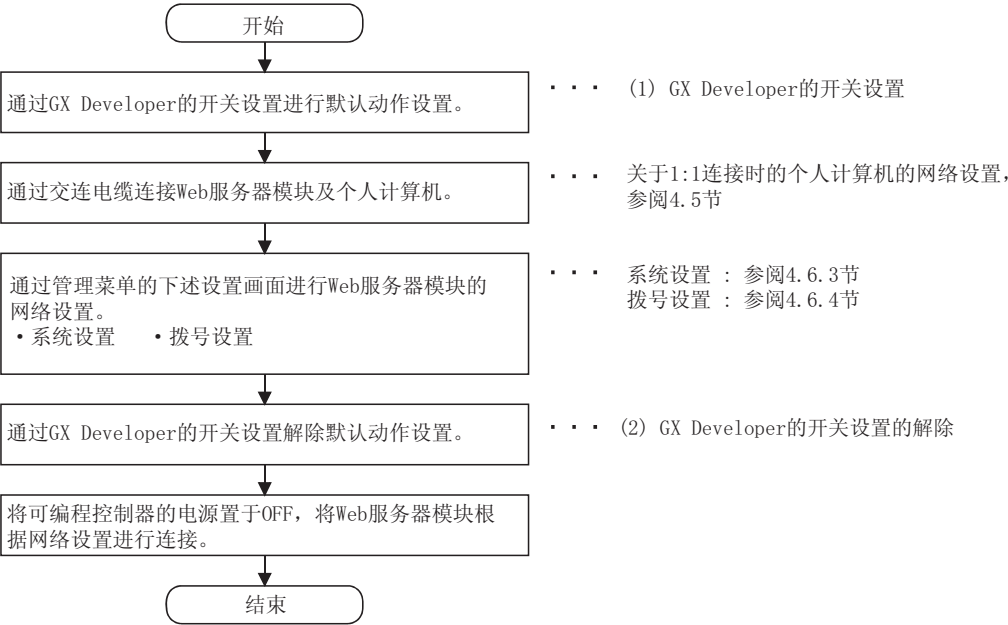 开始
通过GX Developer的开关设置进行默认动作设置。
··· (1) GX Developer的开关设置
通过交连电缆连接Web服务器模块及个人计算机。
··· 关于1:1连接时的个人计算机的网络设置,
参阅4.5节
通过管理菜单的下述设置画面进行Web服务器模块的
网络设置。
·系统设置 ·拨号设置
··· 系统设置 : 参阅4.6.3节
拨号设置 : 参阅4.6.4节
通过GX Developer的开关设置解除默认动作设置。
··· (2) GX Developer的开关设置的解除
将可编程控制器的电源置于OFF，将Web服务器模块根
据网络设置进行连接。
结束